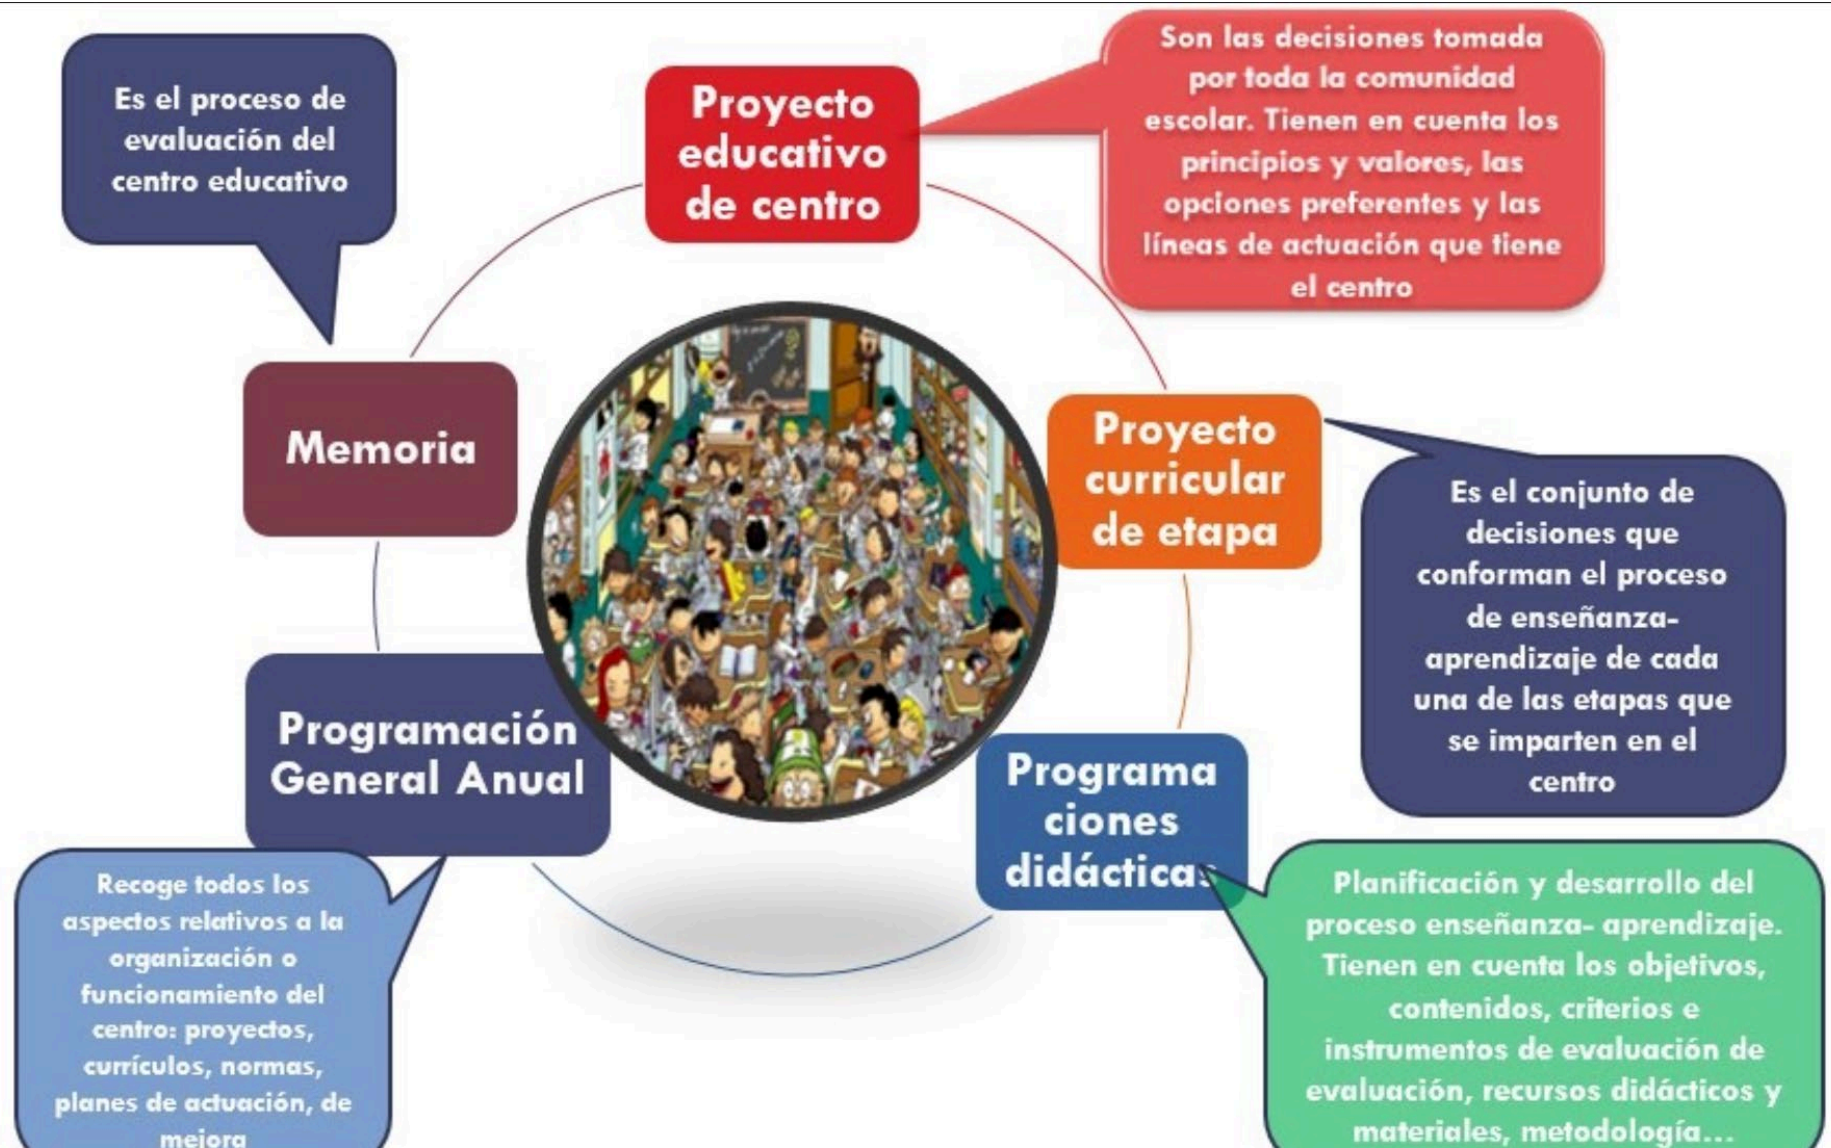 Es el proceso de
evaluación del
centro educativo
Proyecto
educativo
de centro
Son las decisiones tomada
por toda la comunidad
escolar. Tienen en cuenta los
principios y valores, las
opciones preferentes y las
líneas de actuación que tiene
el centro
Memoria
Proyecto
curricular
de etapa
Es el conjunto de
decisiones que
conforman el proceso
de enseñanza-
aprendizaje de cada
una de las etapas que
se imparten en el
centro
Programación
General Anual
Programa
ciones
didácticas
Recoge todos los
aspectos relativos a la
organización o
funcionamiento del
centro: proyectos,
currículos, normas,
planes de actuación, de
mejora
Planificación y desarrollo del
proceso enseñanza- aprendizaje.
Tienen en cuenta los objetivos,
contenidos, criterios e
instrumentos de evaluación de
evaluación, recursos didácticos y
materiales, metodología...